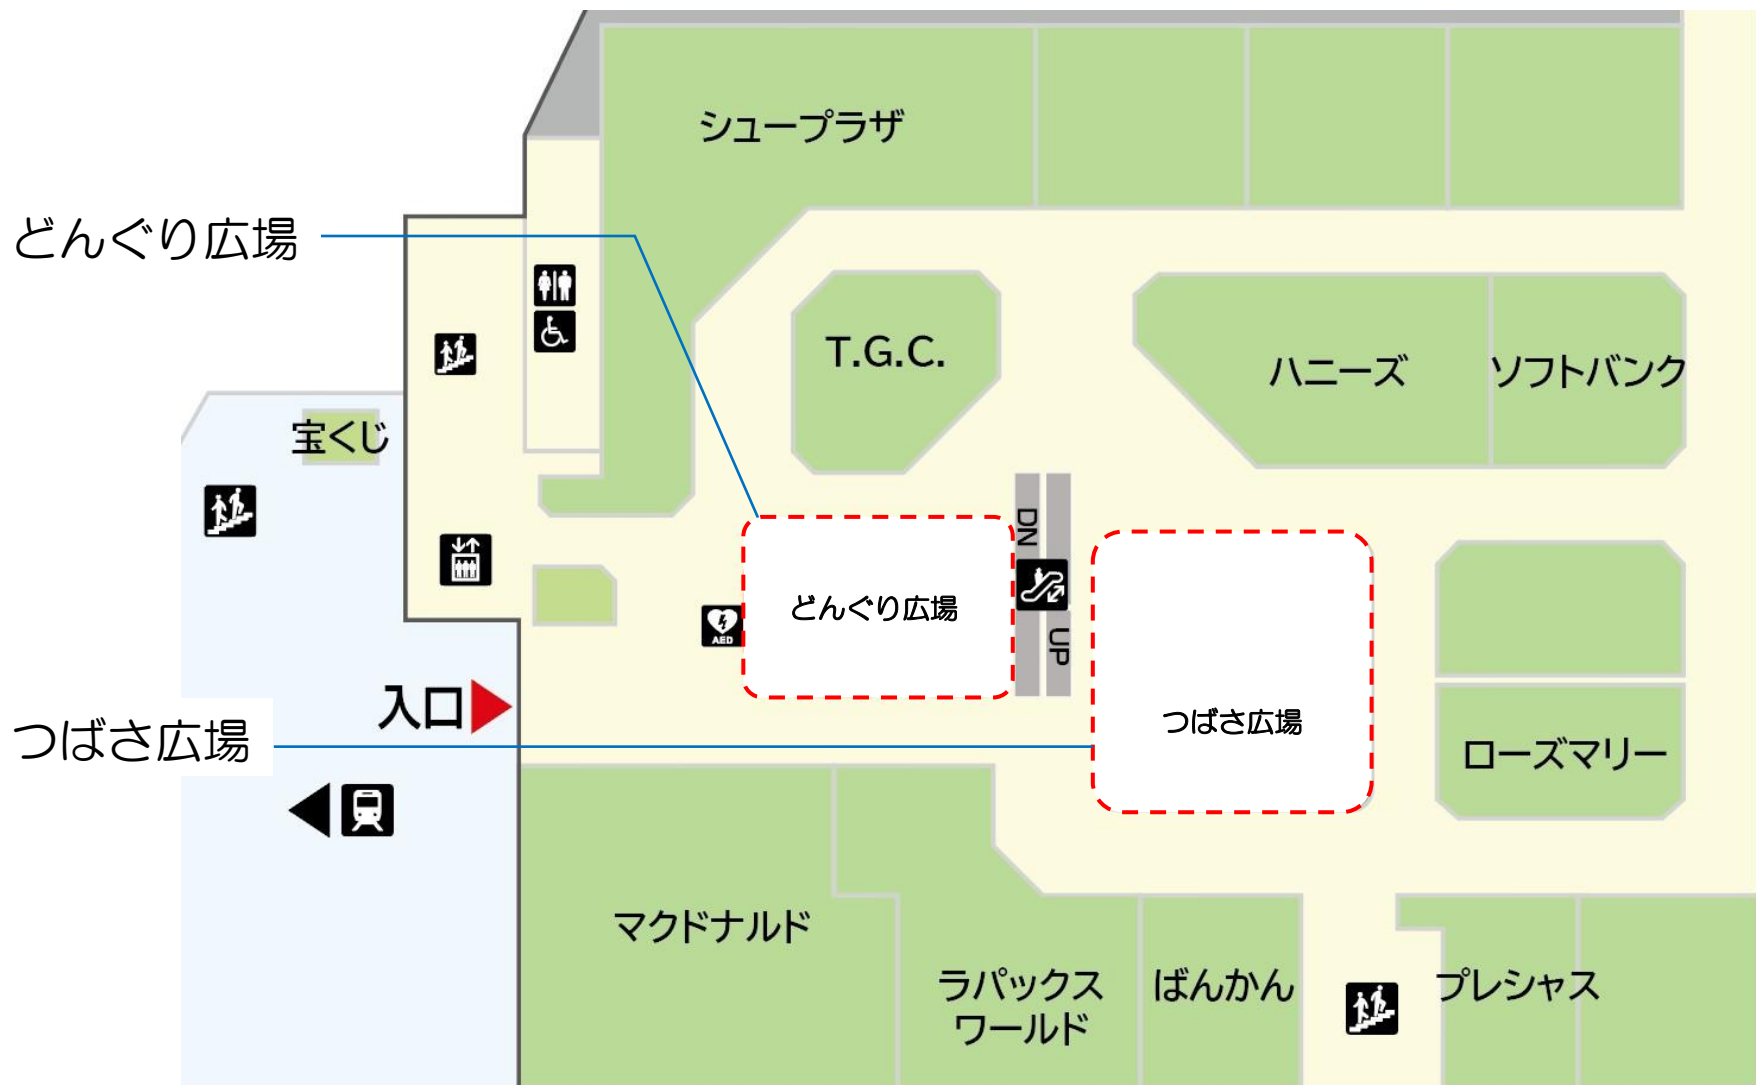 シュープラザ
どんぐり広場
T.G.C.
ハニーズ
ソフトバンク
宝くじ
DN
どんぐり広場
AED
UP
入口
つばさ広場
つばさ広場
ローズマリー
マクドナルド
ラパックス
ワールド
ばんかん
プレシャス